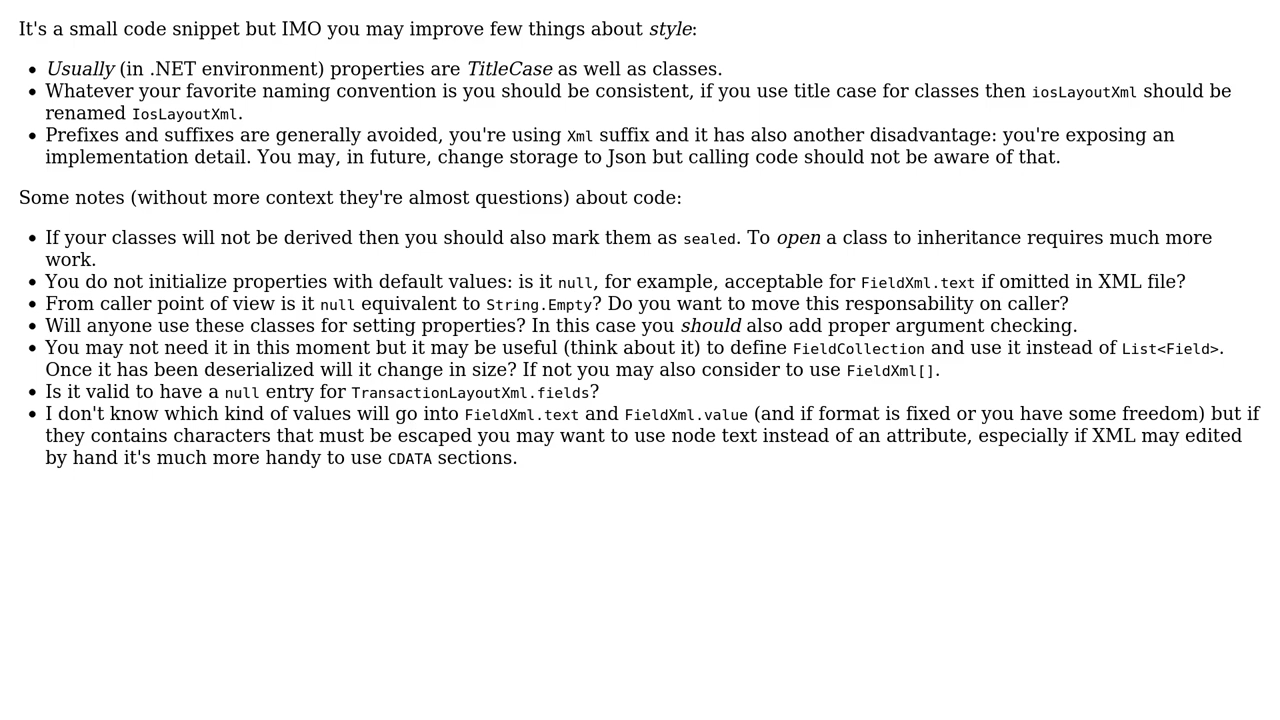 It's a small code snippet but IMO you may improve few things about style:
• Usually (in .NET environment) properties are TitleCase as well as classes.
• Whatever your favorite naming convention is you should be consistent, if you use title case for classes then iosLayoutXml should be
renamed IosLayoutXml.
• Prefixes and suffixes are generally avoided, you're using Xml suffix and it has also another disadvantage: you're exposing an
implementation detail. You may, in future, change storage to Json but calling code should not be aware of that.
Some notes (without more context they're almost questions) about code:
• If your classes will not be derived then you should also mark them as sealed. To open a class to inheritance requires much more
work.
• You do not initialize properties with default values: is it null, for example, acceptable for FieldXml.text if omitted in XML file?
• From caller point of view is it null equivalent to String.Empty? Do you want to move this responsability on caller?
• Will anyone use these classes for setting properties? In this case you should also add proper argument checking.
• You may not need it in this moment but it may be useful (think about it) to define FieldCollection and use it instead of List<Field>.
Once it has been deserialized will it change in size? If not you may also consider to use FieldXml[].
• Is it valid to have a null entry for TransactionLayoutXml.fields?
• I don't know which kind of values will go into FieldXml.text and FieldXml.value (and if format is fixed or you have some freedom) but if
they contains characters that must be escaped you may want to use node text instead of an attribute, especially if XML may edited
by hand it's much more handy to use CDATA sections.